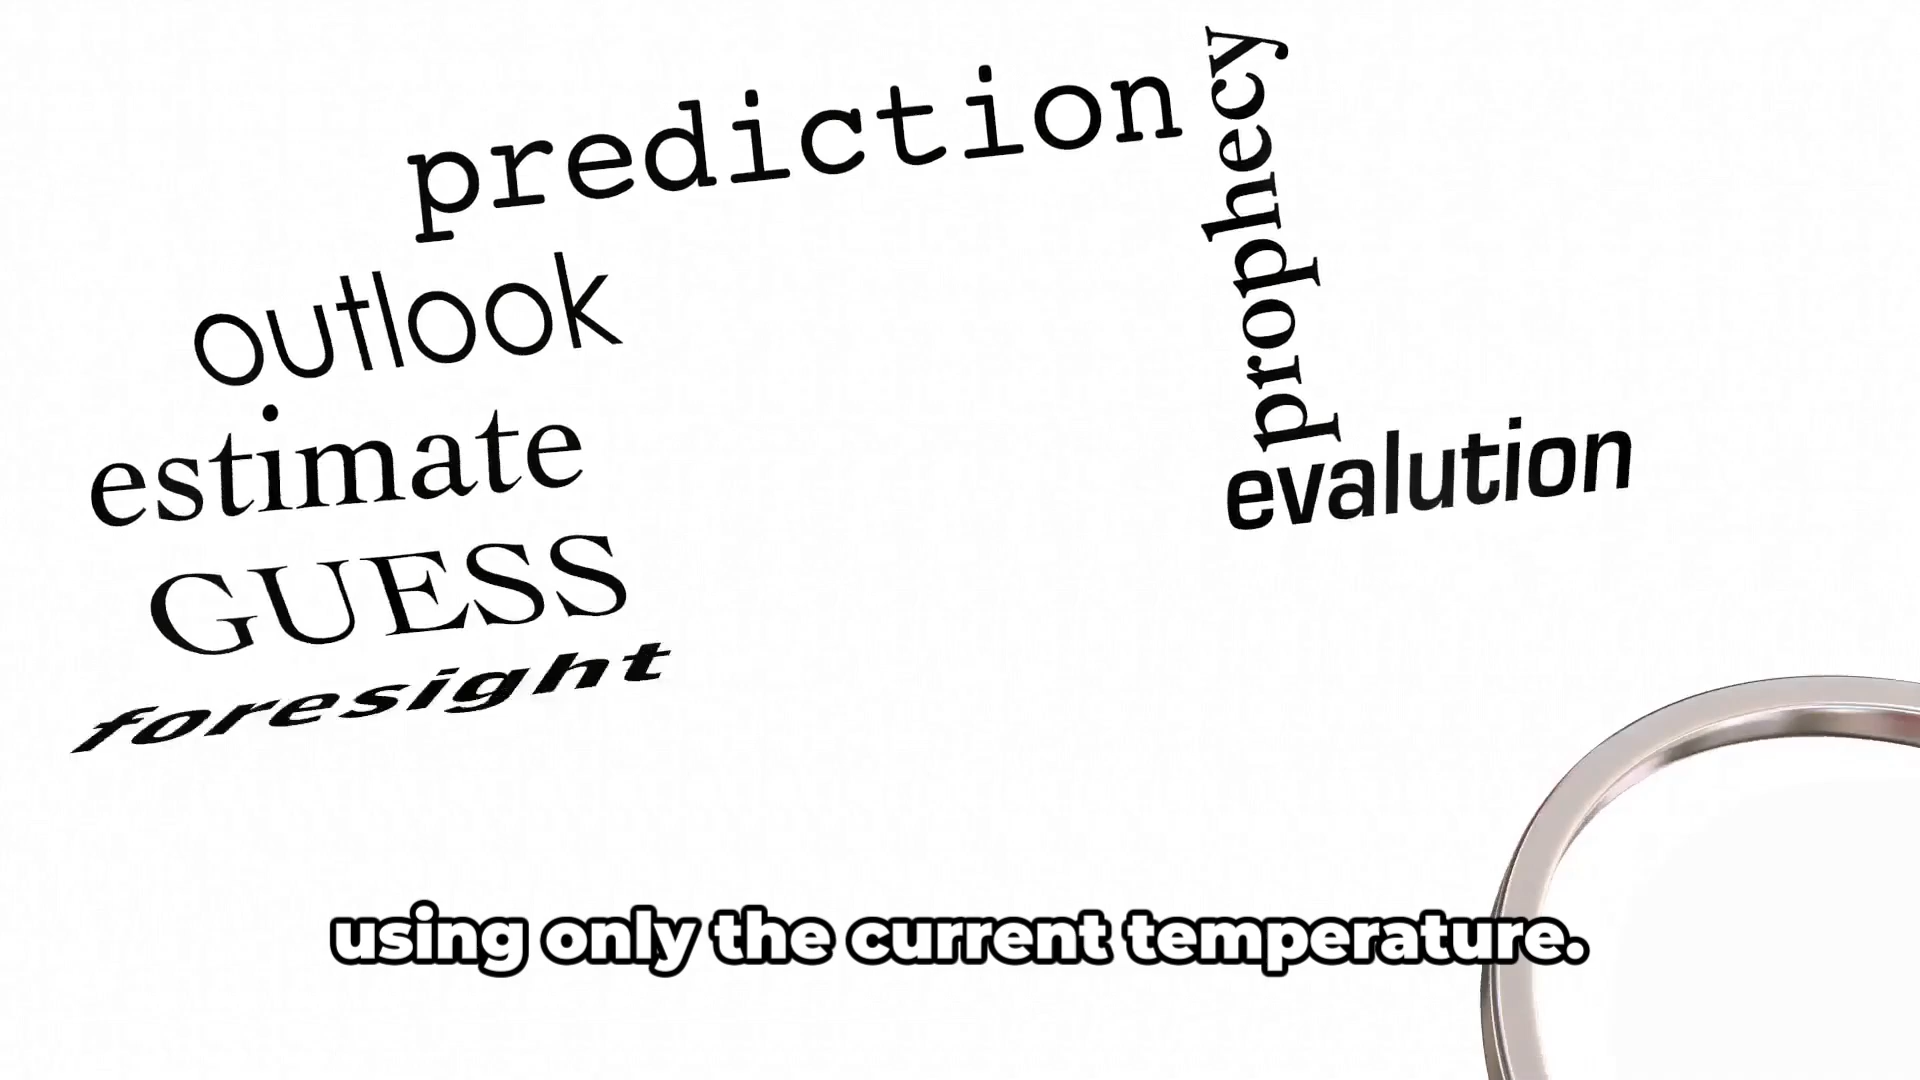 prediction
prophecy
outlook
estimate
evalution
GUESS
foresight
using only the current temperature.